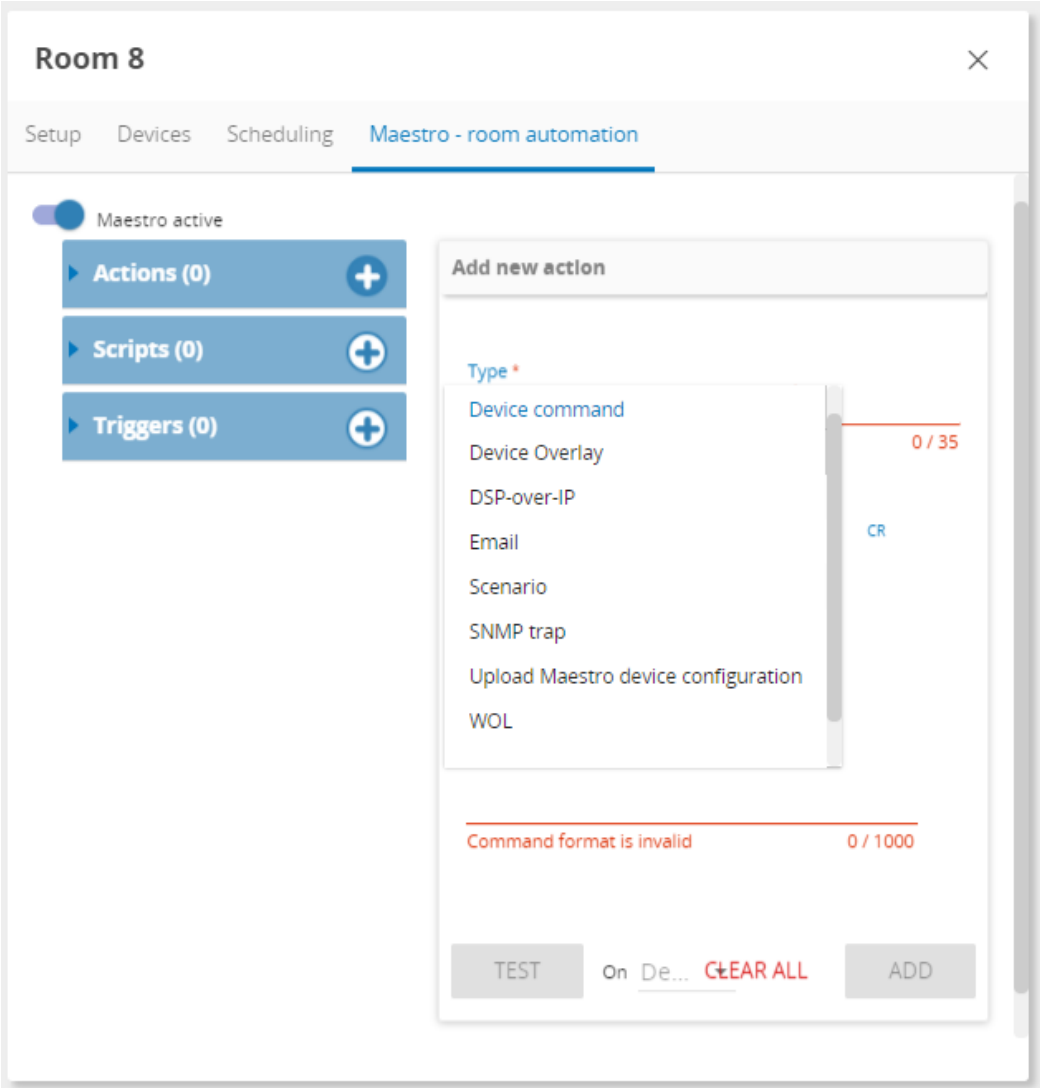 Room 8
Setup Devices Scheduling Maestro - room automation
Maestro active
Actions (0)
Scripts (0)
Triggers (0)
Add new action
Type *
Device command
Device Overlay
DSP-over-IP
Email
Scenario
SNMP trap
Upload Maestro device configuration
WOL
0 / 35
CR
Command format is invalid 0 / 1000
TEST On De... CLEAR ALL ADD